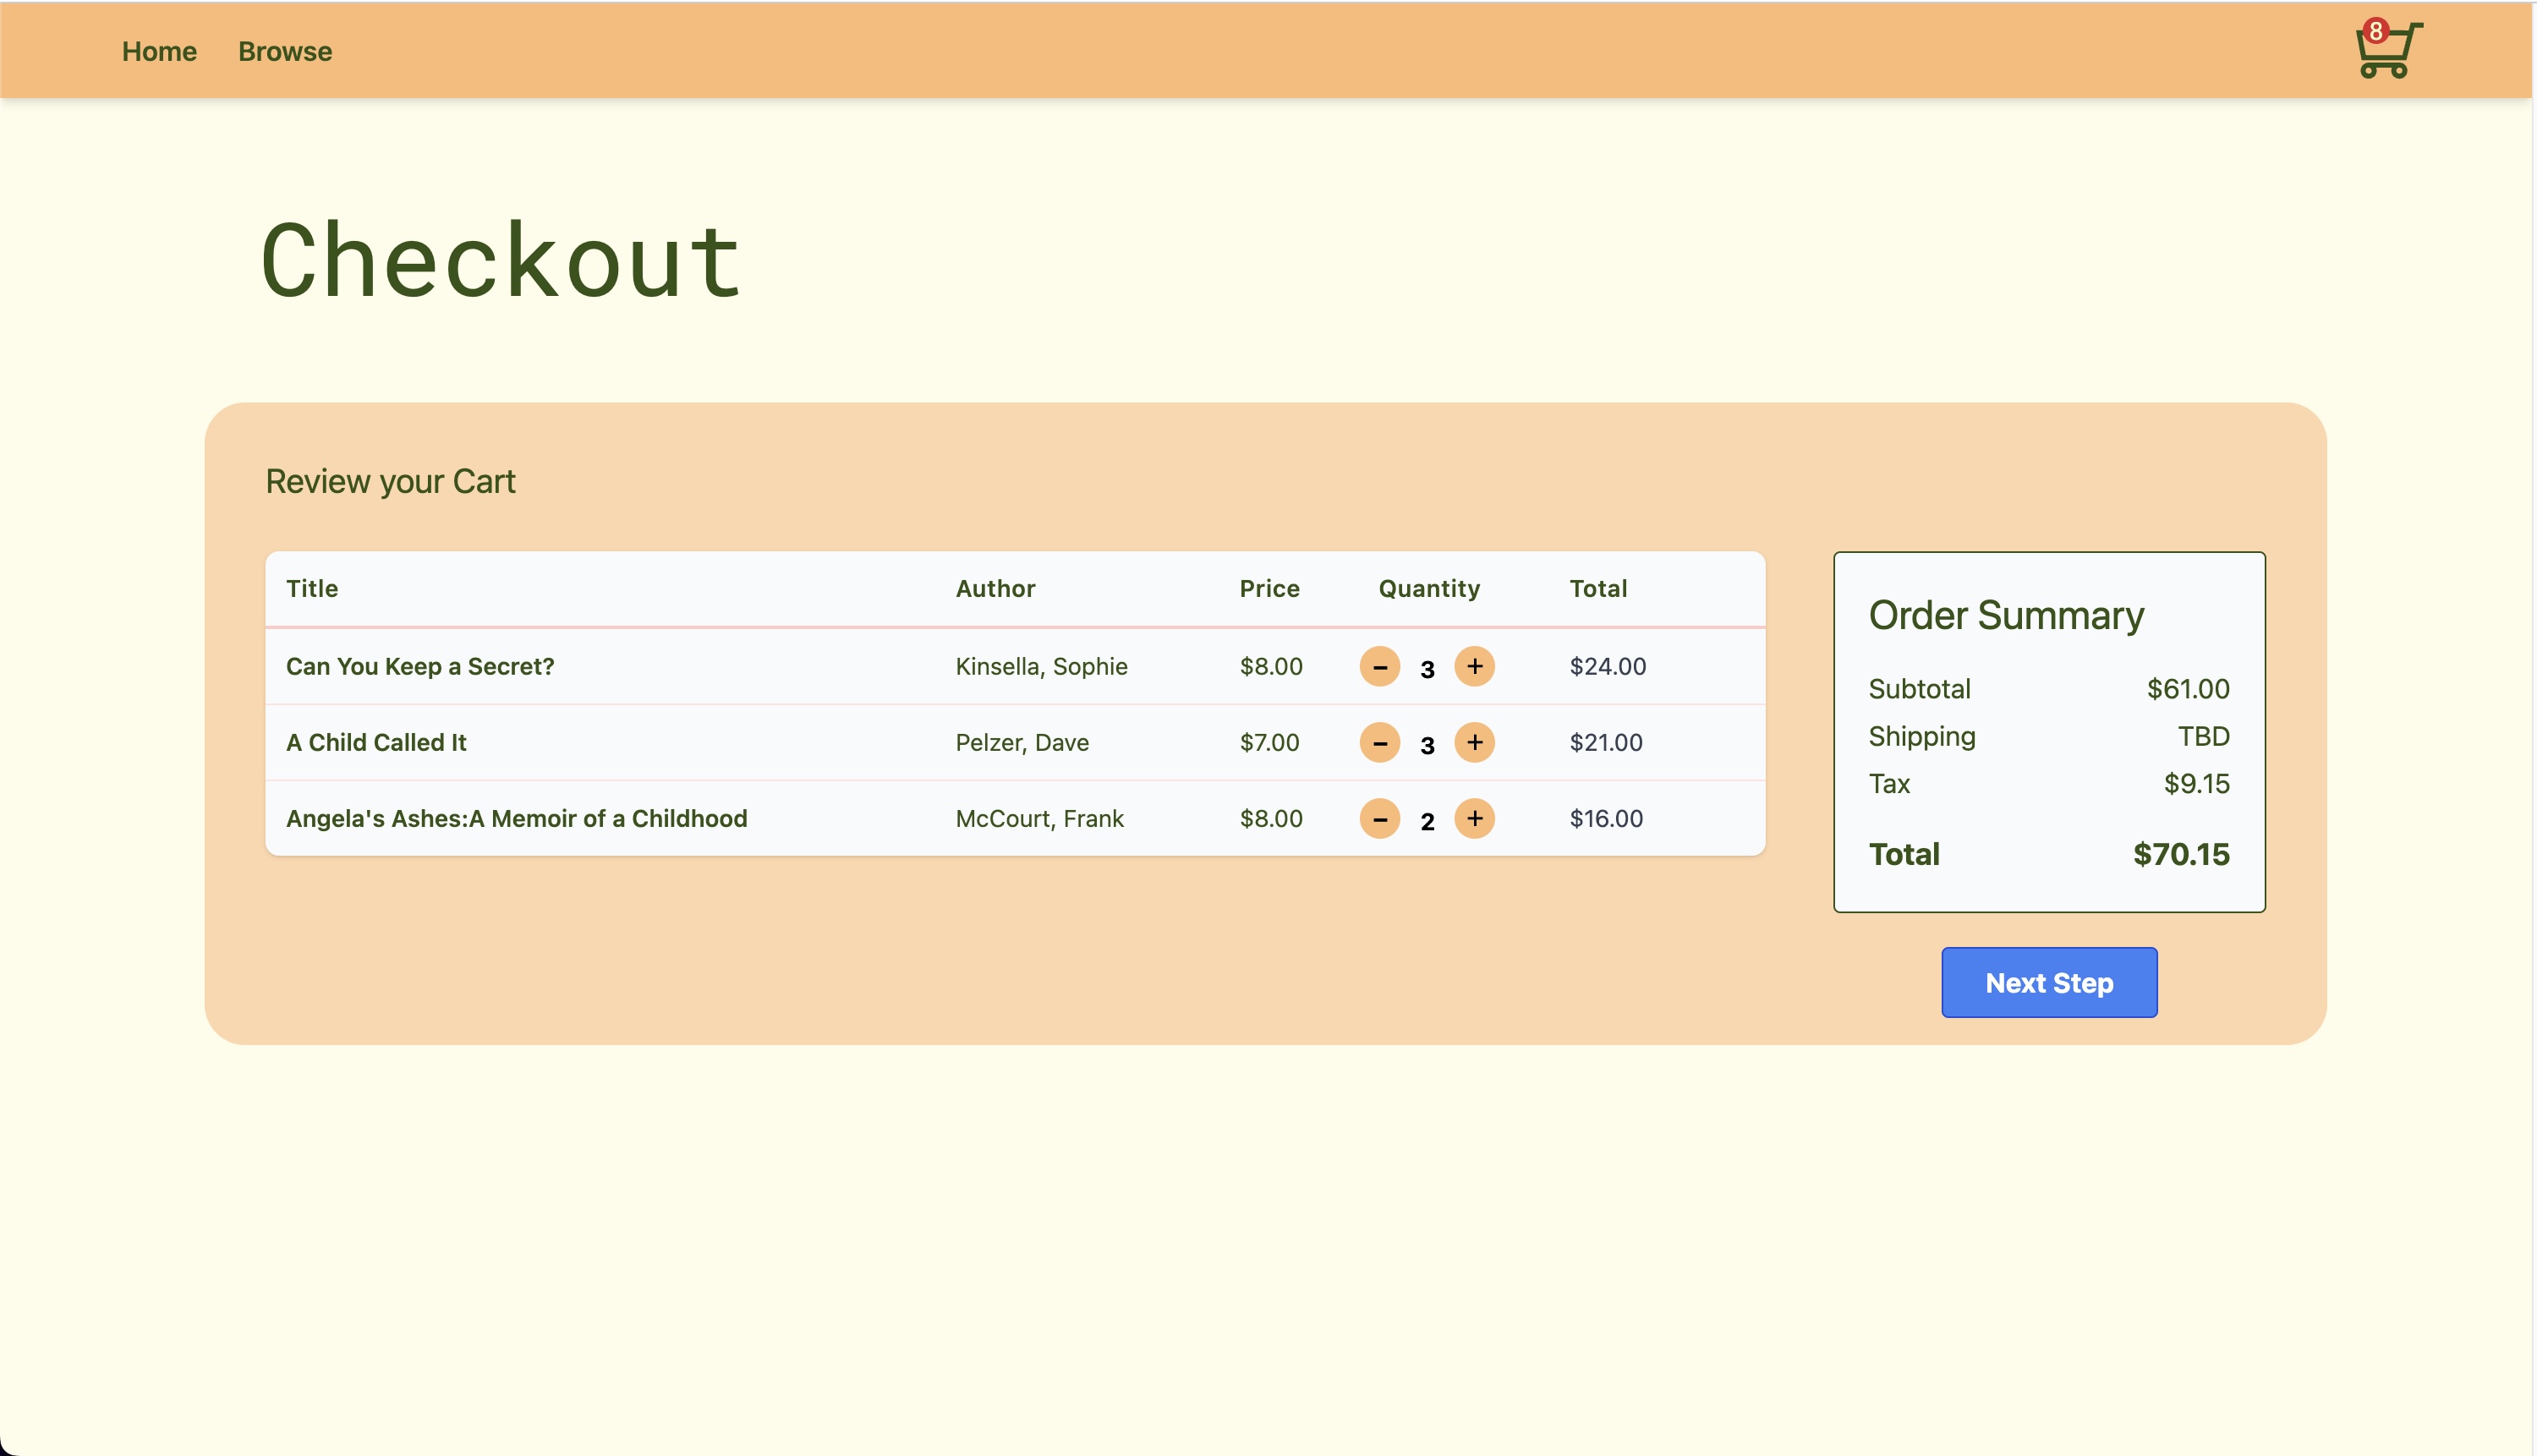 Home Browse 8
Checkout
Review your Cart
Title Author Price Quantity Total
Can You Keep a Secret? Kinsella, Sophie $8.00 − 3 + $24.00
A Child Called It Pelzer, Dave $7.00 − 3 + $21.00
Angela's Ashes:A Memoir of a Childhood McCourt, Frank $8.00 − 2 + $16.00
Order Summary
Subtotal $61.00
Shipping TBD
Tax $9.15
Total $70.15
Next Step